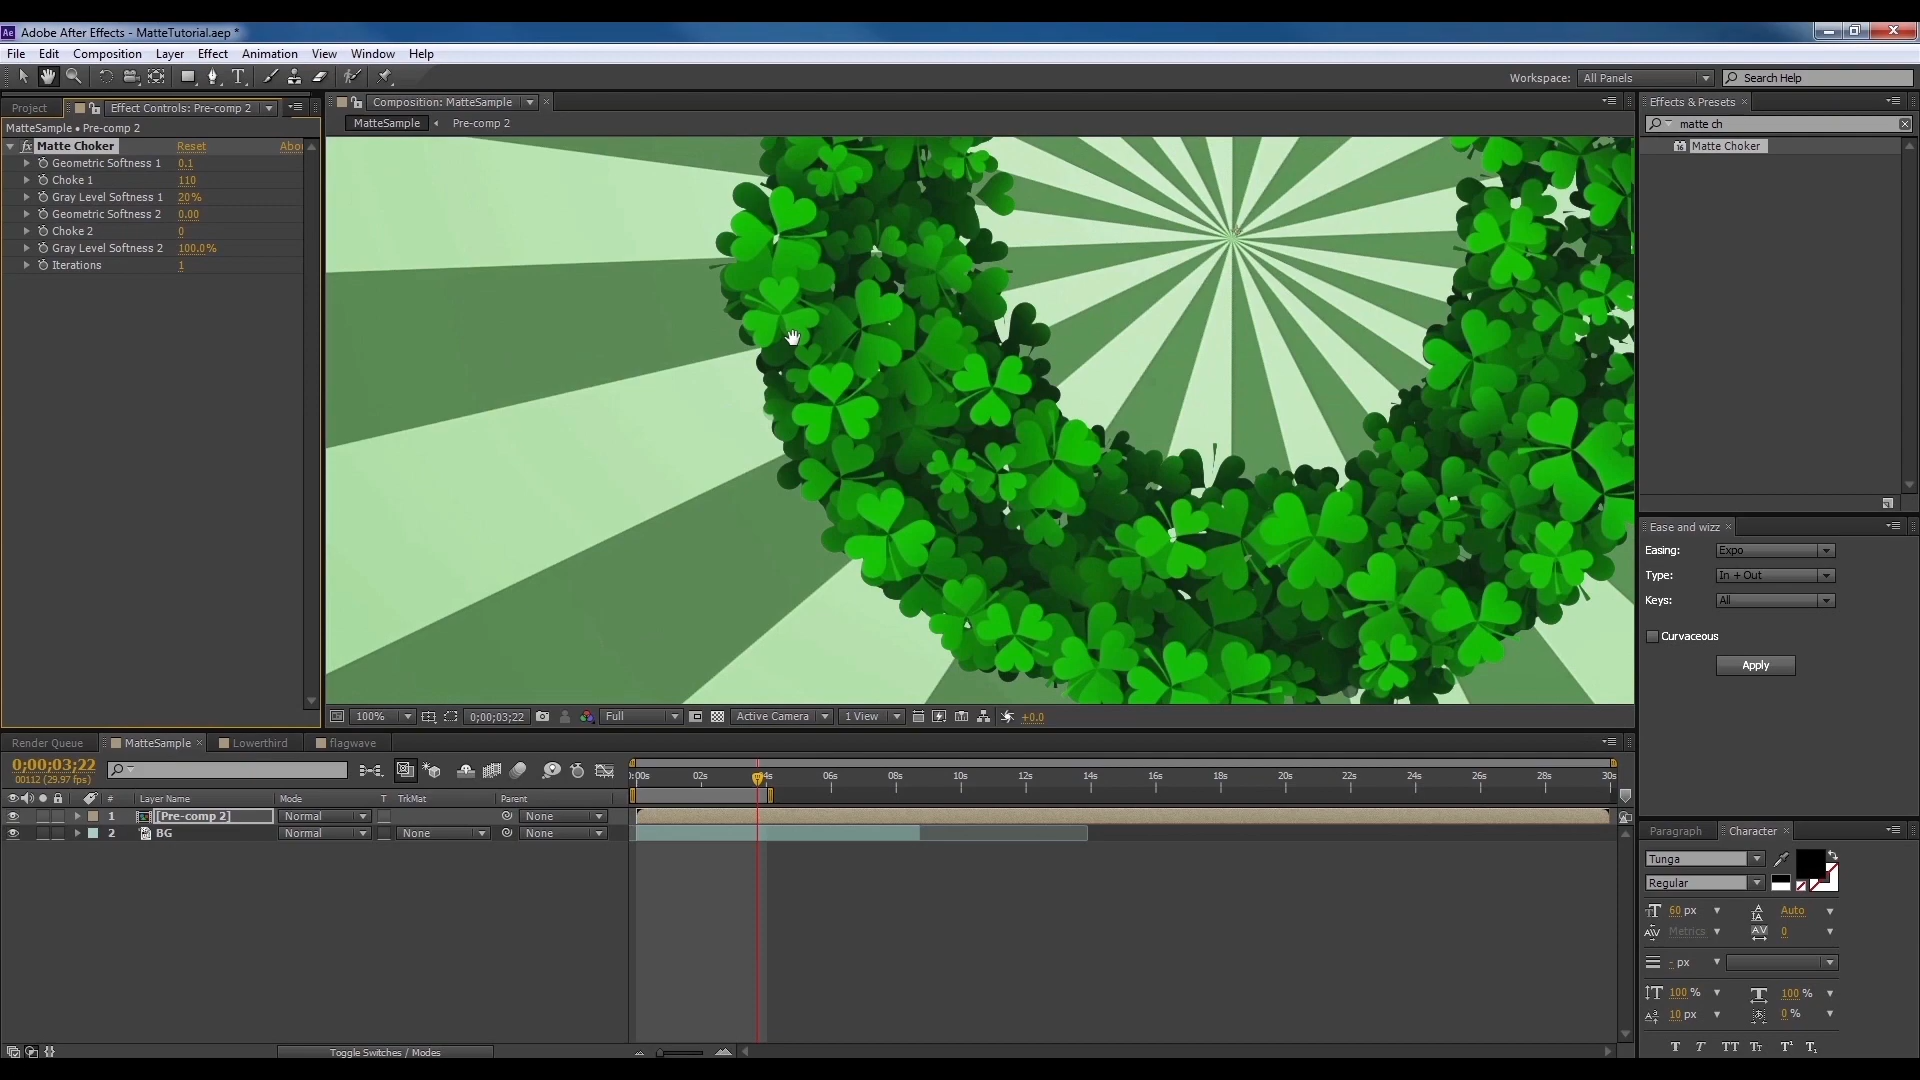 Ae Adobe After Effects - MatteTutorial.aep *
File Edit Composition Layer Effect Animation View Window Help
Workspace: All Panels Search Help
Project Effect Controls: Pre-comp 2
MatteSample • Pre-comp 2
fx Matte Choker Reset Abo
Geometric Softness 1 0.1
Choke 1 110
Gray Level Softness 1 20%
Geometric Softness 2 0.00
Choke 2 0
Gray Level Softness 2 100.0%
Iterations 1
Composition: MatteSample
MatteSample Pre-comp 2
100% 0;00;03;22 Full Active Camera 1 View +0.0
Effects & Presets
matte ch
Matte Choker
Ease and wizz
Easing: Expo
Type: In + Out
Keys: All
Curvaceous
Apply
Render Queue MatteSample Lowerthird flagwave
0;00;03;22
00112 (29.97 fps)
:00s 02s 4s 06s 08s 10s 12s 14s 16s 18s 20s 22s 24s 26s 28s 30s
# Layer Name Mode T TrkMat Parent
1 [Pre-comp 2] Normal None
2 BG Normal None None
Toggle Switches / Modes
Paragraph Character
Tunga
Regular
60 px Auto
Metrics 0
- px
100 % 100 %
10 px 0 %
T T TT Tt T¹ T₁